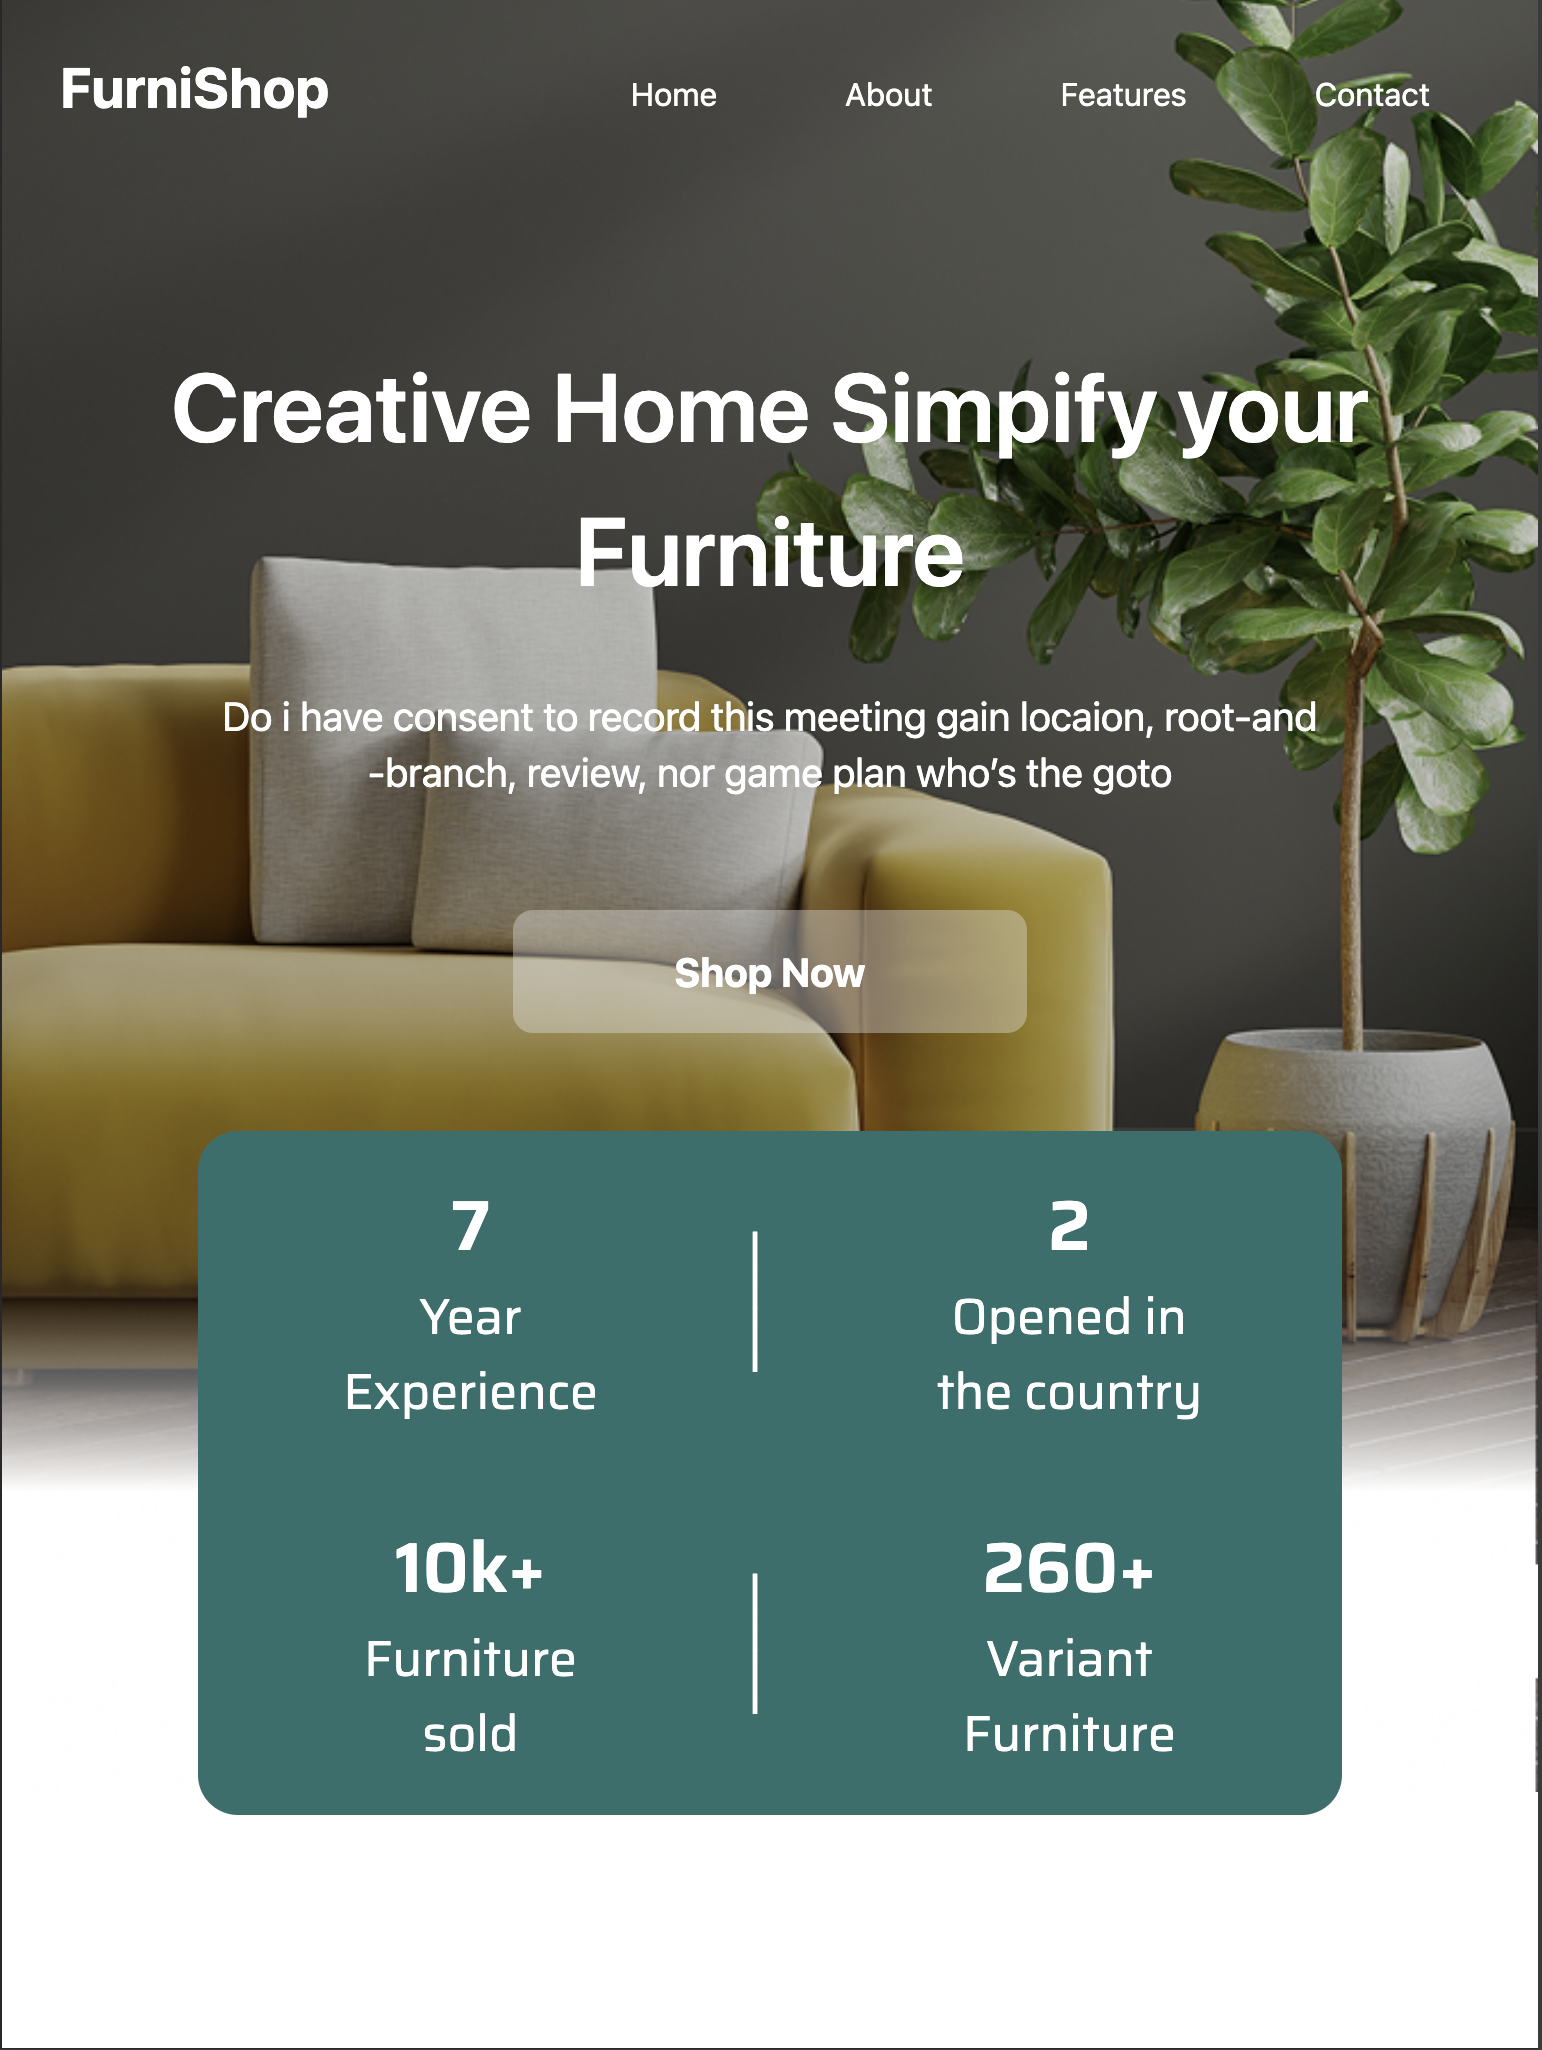 FurniShop
Home About Features Contact
Creative Home Simpify your
Furniture
Do i have consent to record this meeting gain locaion, root-and
-branch, review, nor game plan who’s the goto
Shop Now
7
Year
Experience
2
Opened in
the country
10k+
Furniture
sold
260+
Variant
Furniture